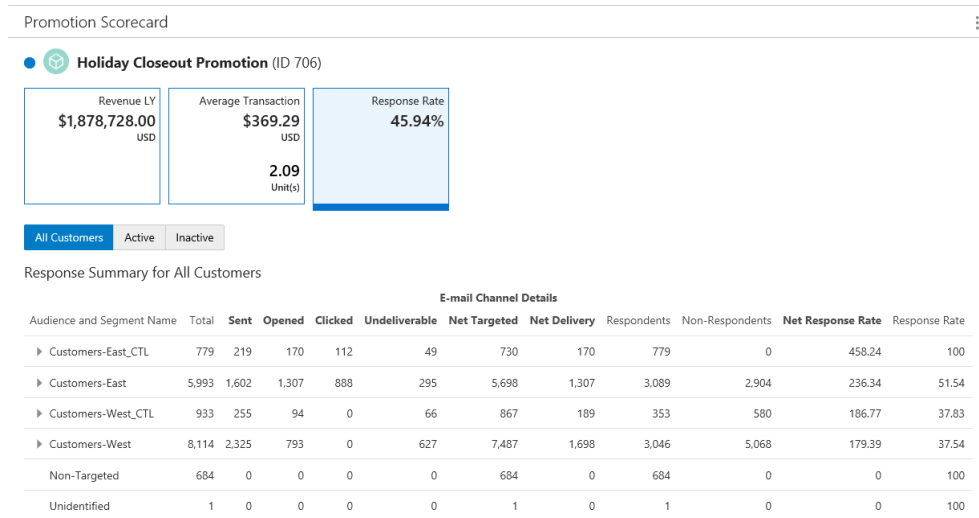 Promotion Scorecard
Holiday Closeout Promotion (ID 706)
Revenue LY Average Transaction Response Rate
$1,878,728.00 $369.29 45.94%
USD USD
2.09
Unit(s)
All Customers Active Inactive
Response Summary for All Customers
E-mail Channel Details
Audience and Segment Name Total Sent Opened Clicked Undeliverable Net Targeted Net Delivery Respondents Non-Respondents Net Response Rate Response Rate
Customers-East_CTL 779 219 170 112 49 730 170 779 0 458.24 100
Customers-East 5,993 1,602 1,307 888 295 5,698 1,307 3,089 2,904 236.34 51.54
Customers-West_CTL 933 255 94 0 66 867 189 353 580 186.77 37.83
Customers-West 8,114 2,325 793 0 627 7,487 1,698 3,046 5,068 179.39 37.54
Non-Targeted 684 0 0 0 0 684 0 684 0 0 100
Unidentified 1 0 0 0 0 1 0 1 0 0 100